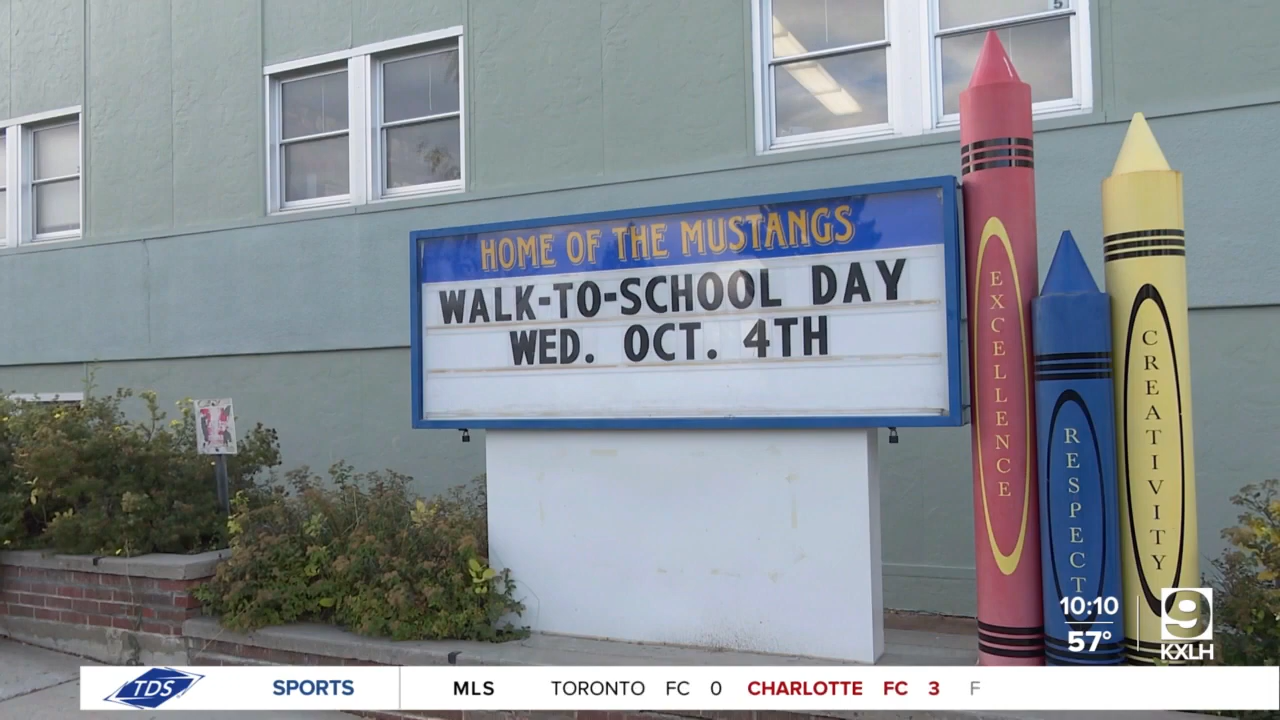 HOME OF THE MUSTANGS
WALK-TO-SCHOOL DAY
WED. OCT. 4TH
EXCELLENCE
RESPECT
CREATIVITY
10:10
57°
9
KXLH
TDS SPORTS MLS TORONTO FC 0 CHARLOTTE FC 3 F